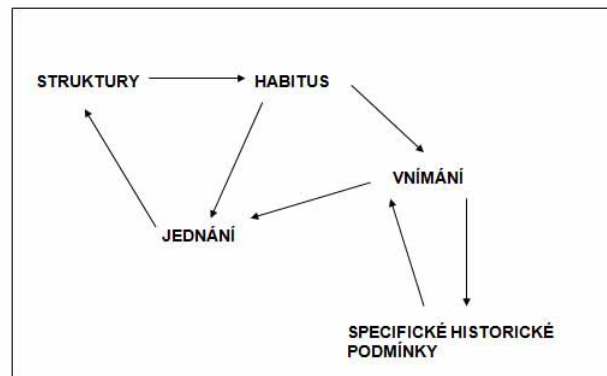 STRUKTURY
HABITUS
VNÍMÁNÍ
JEDNÁNÍ
SPECIFICKÉ HISTORICKÉ
PODMÍNKY